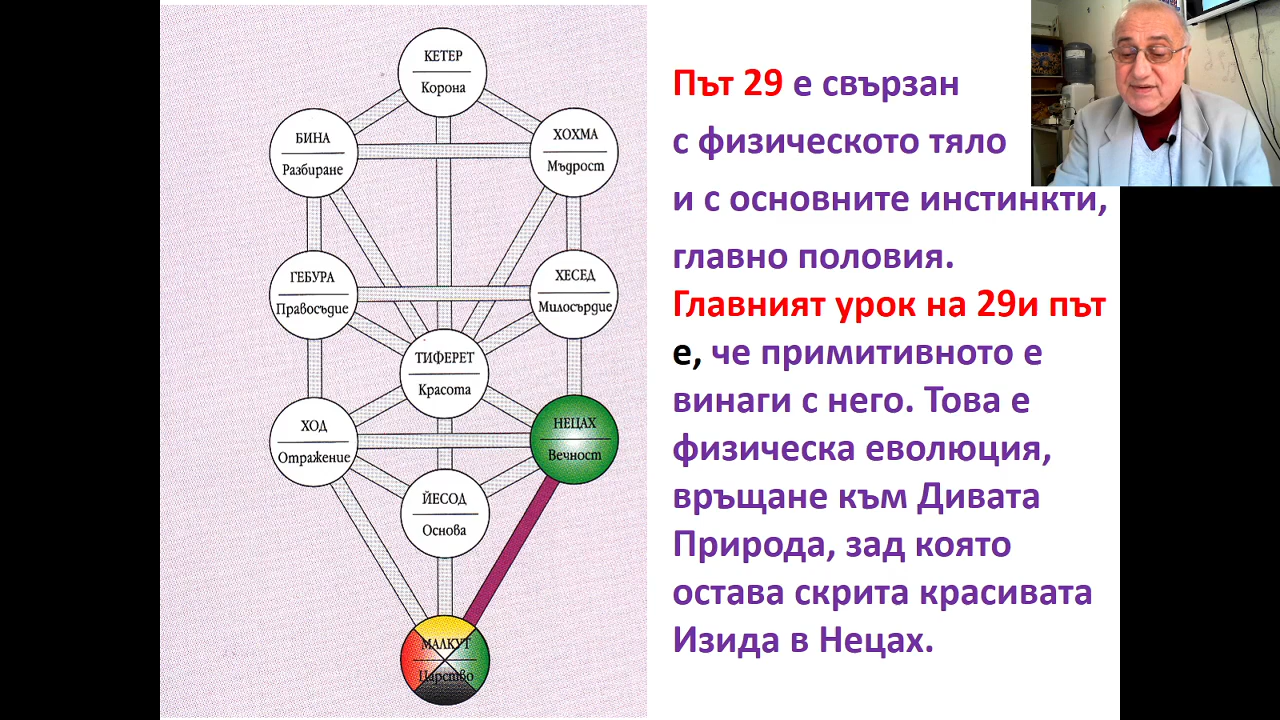 КЕТЕР
Корона
БИНА
Разбиране
ХОХМА
Мъдрост
ГЕБУРА
Правосъдие
ХЕСЕД
Милосърдие
ТИФЕРЕТ
Красота
ХОД
Отражение
НЕЦАХ
Вечност
ЙЕСОД
Основа
МАЛКУТ
Царство
Път 29 е свързан
с физическото тяло
и с основните инстинкти,
главно половия.
Главният урок на 29и път
е, че примитивното е
винаги с него. Това е
физическа еволюция,
връщане към Дивата
Природа, зад която
остава скрита красивата
Изида в Нецах.